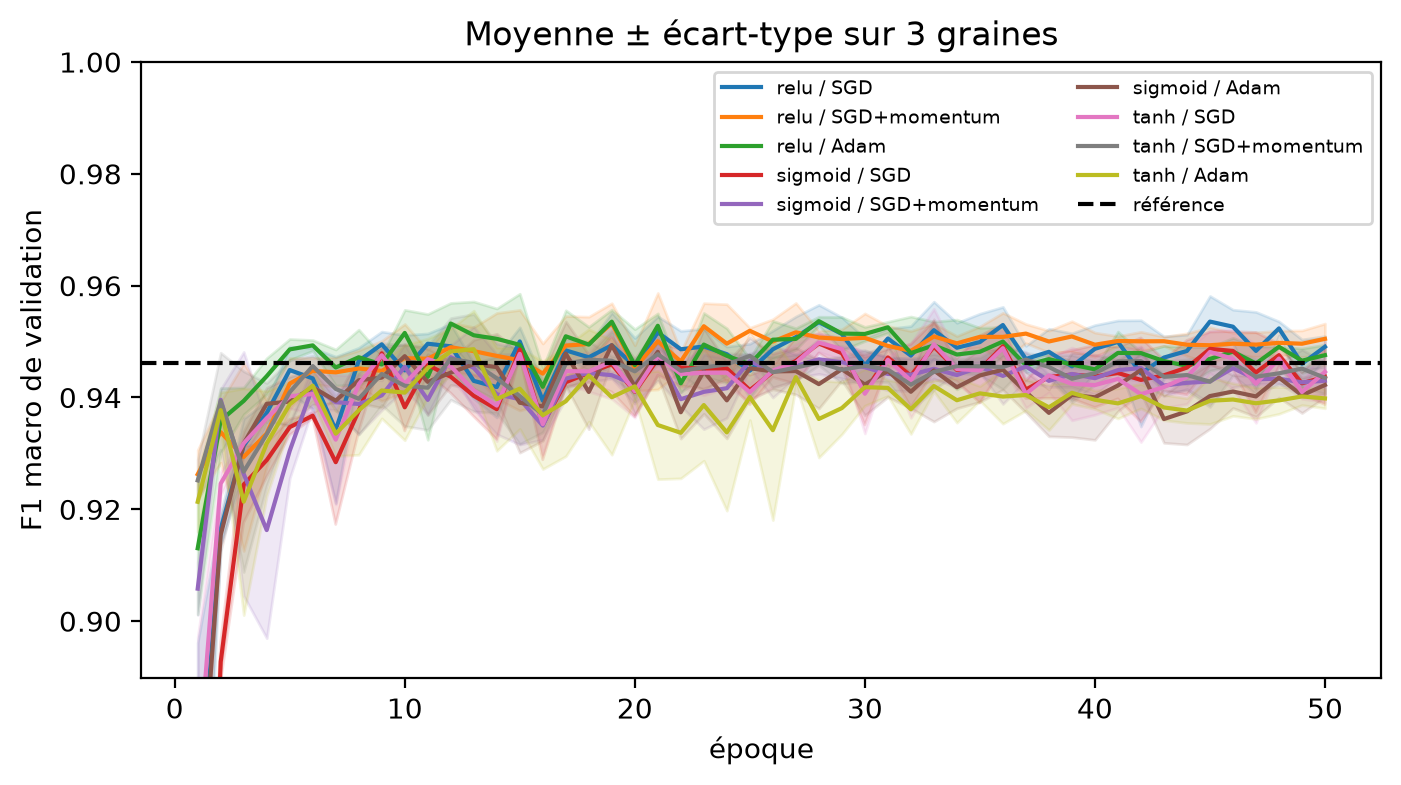 Moyenne ± écart-type sur 3 graines
1.00
0.98
0.96
0.94
0.92
0.90
F1 macro de validation
relu / SGD
relu / SGD+momentum
relu / Adam
sigmoid / SGD
sigmoid / SGD+momentum
sigmoid / Adam
tanh / SGD
tanh / SGD+momentum
tanh / Adam
référence
0 10 20 30 40 50
époque